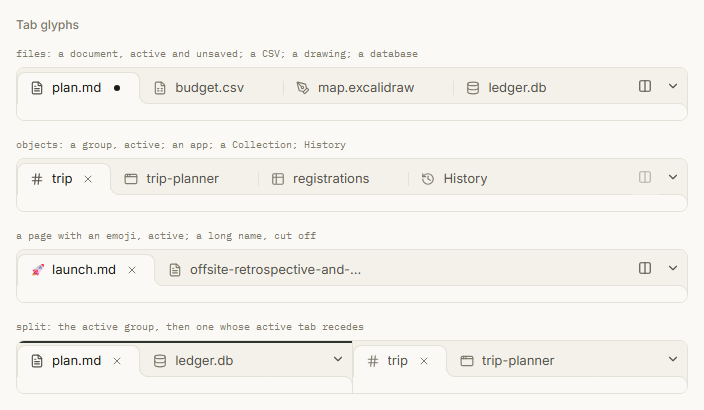 Tab glyphs
files: a document, active and unsaved; a CSV; a drawing; a database
plan.md budget.csv map.excalidraw ledger.db
objects: a group, active; an app; a Collection; History
trip trip-planner registrations History
a page with an emoji, active; a long name, cut off
launch.md offsite-retrospective-and-...
split: the active group, then one whose active tab recedes
plan.md ledger.db trip trip-planner